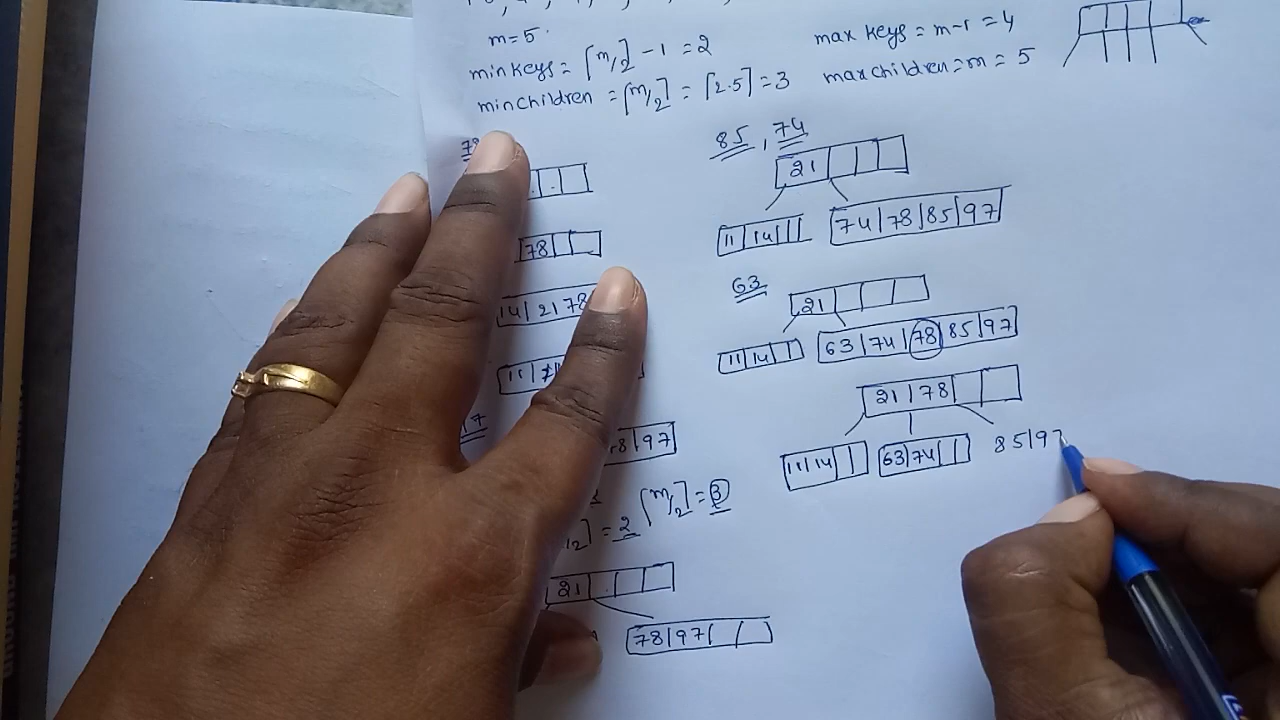 m=5
min keys = ⌈m/2⌉ - 1 = 2
min children = ⌈m/2⌉ = ⌈2.5⌉ = 3
max keys = m-1 = 4
max children = m = 5
78
14 | 21 78
11 |
7
78 | 97
⌈m/2⌉ = 3
/2⌉ = 2
21
78 | 97 |
85, 74
21
11 | 14 | |
74 | 78 | 85 | 97
63
21
11 | 14 |
63 | 74 | 78 | 85 | 97
21 | 78
11 | 14 | |
63 | 74 | |
85 | 97